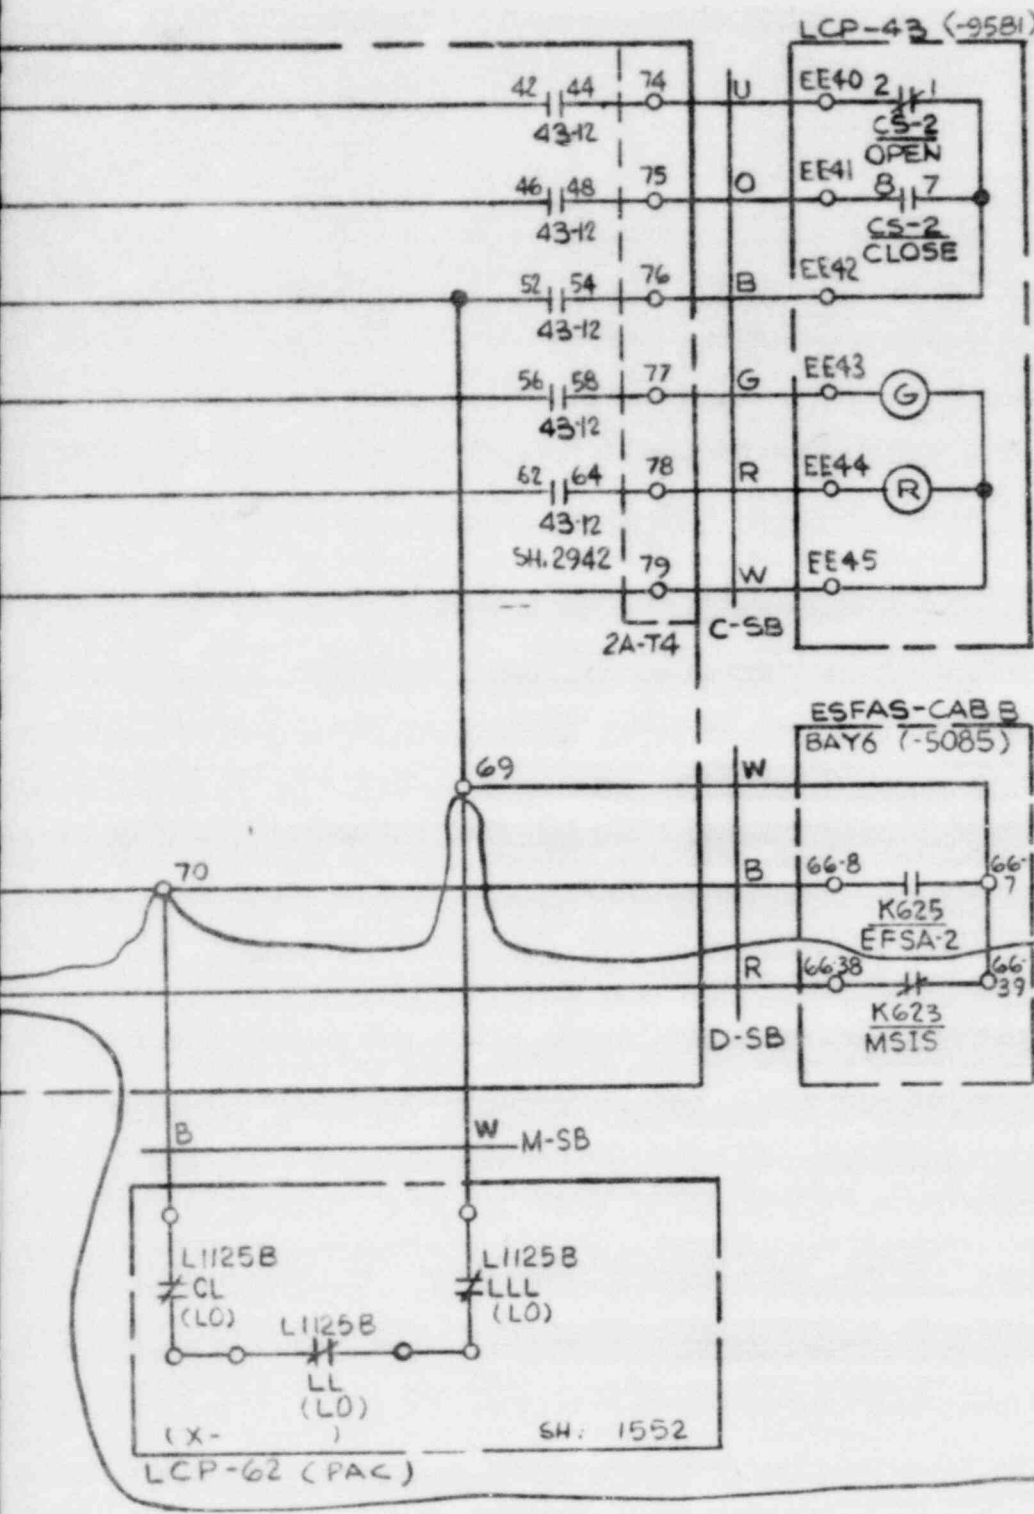 LCP-43 (-9581)
42 44 74 U EE40 2 1
43-12 CS-2
OPEN
46 48 75 O EE41 8 7
43-12 CS-2
CLOSE
52 54 76 B EE42
43-12
56 58 77 G EE43 G
43-12
62 64 78 R EE44 R
43-12
SH. 2942 79 W EE45
2A-T4 C-SB
ESFAS-CAB B
BAY6 (-5085)
69 W
70 B 66-8 66-7
K625
EFSA-2
R 66-38 66-39
K623
MSIS
D-SB
B W M-SB
L1125B L1125B
CL LLL
(LO) (LO)
L1125B
LL
(LO)
(X- ) SH: 1552
LCP-62 (PAC)